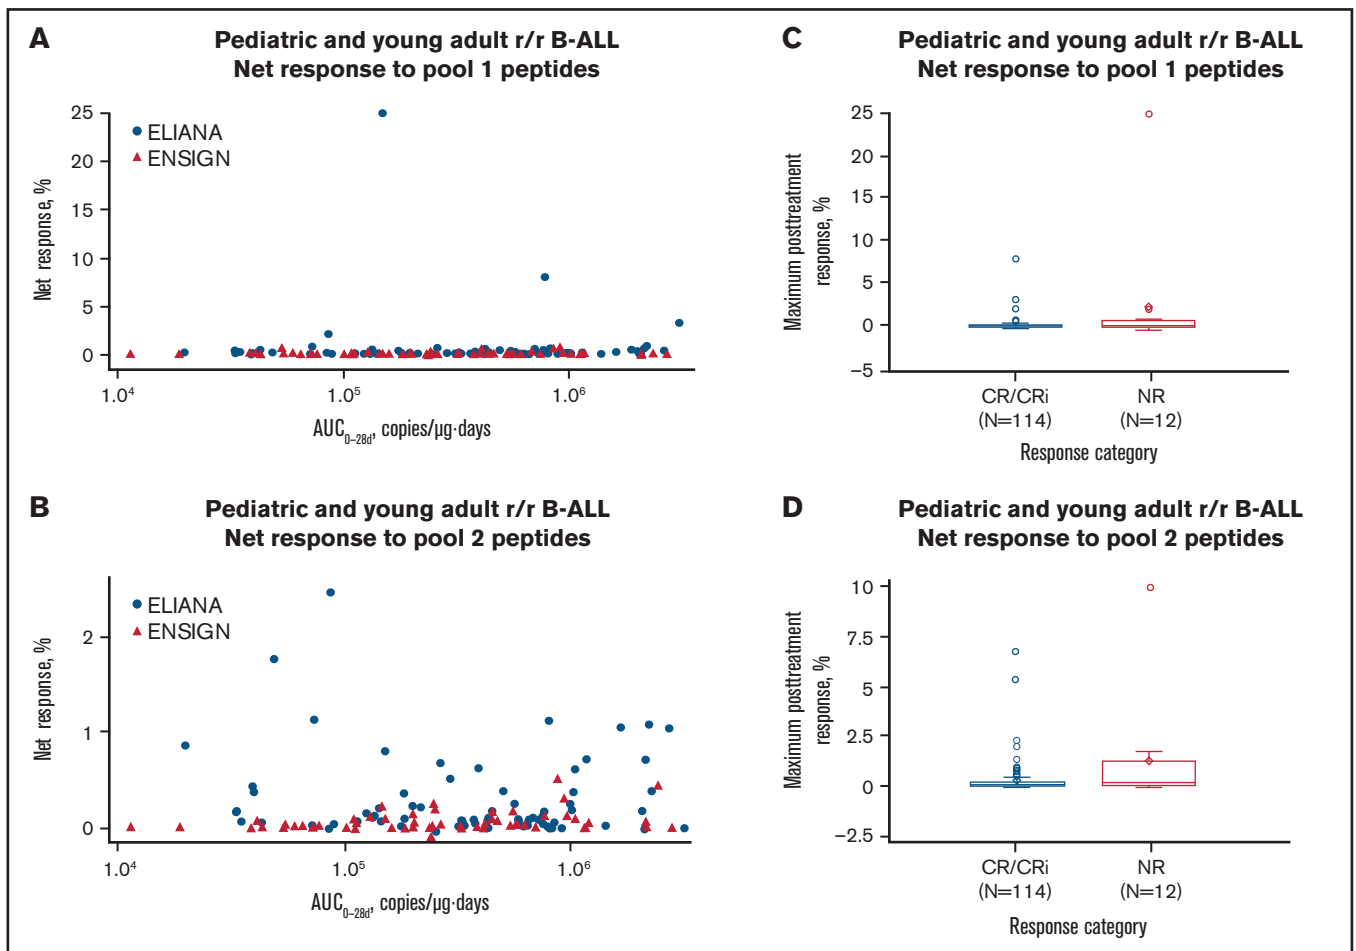 A
Pediatric and young adult r/r B-ALL
Net response to pool 1 peptides
25
20
15
10
5
0
Net response, %
ELIANA
ENSIGN
1.0⁴
1.0⁵
1.0⁶
AUC₀₋₂₈d, copies/µg·days
C
Pediatric and young adult r/r B-ALL
Net response to pool 1 peptides
25
20
15
10
5
0
−5
Maximum posttreatment
response, %
CR/CRi
(N=114)
NR
(N=12)
Response category
B
Pediatric and young adult r/r B-ALL
Net response to pool 2 peptides
2
1
0
Net response, %
ELIANA
ENSIGN
1.0⁴
1.0⁵
1.0⁶
AUC₀₋₂₈d, copies/µg·days
D
Pediatric and young adult r/r B-ALL
Net response to pool 2 peptides
10
7.5
5
2.5
0
−2.5
Maximum posttreatment
response, %
CR/CRi
(N=114)
NR
(N=12)
Response category